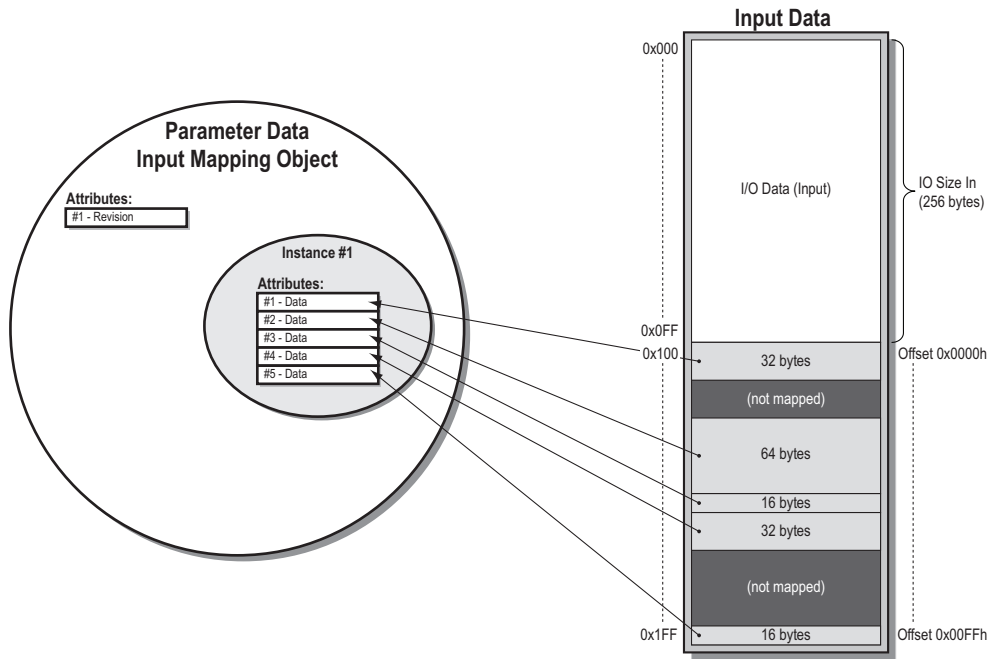 Parameter Data
Input Mapping Object
Attributes:
#1 - Revision
Instance #1
Attributes:
#1 - Data
#2 - Data
#3 - Data
#4 - Data
#5 - Data
Input Data
0x000
I/O Data (Input)
IO Size In
(256 bytes)
0x0FF
0x100
32 bytes
Offset 0x0000h
(not mapped)
64 bytes
16 bytes
32 bytes
(not mapped)
0x1FF
16 bytes
Offset 0x00FFh